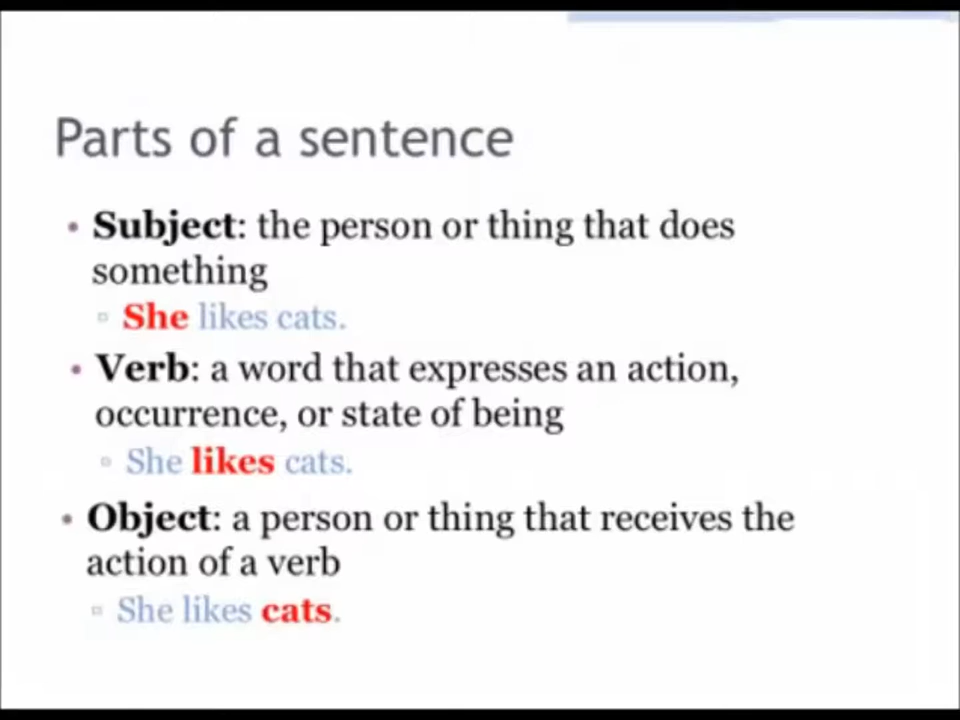 Parts of a sentence
• Subject: the person or thing that does
something
▫ She likes cats.
• Verb: a word that expresses an action,
occurrence, or state of being
▫ She likes cats.
• Object: a person or thing that receives the
action of a verb
▫ She likes cats.